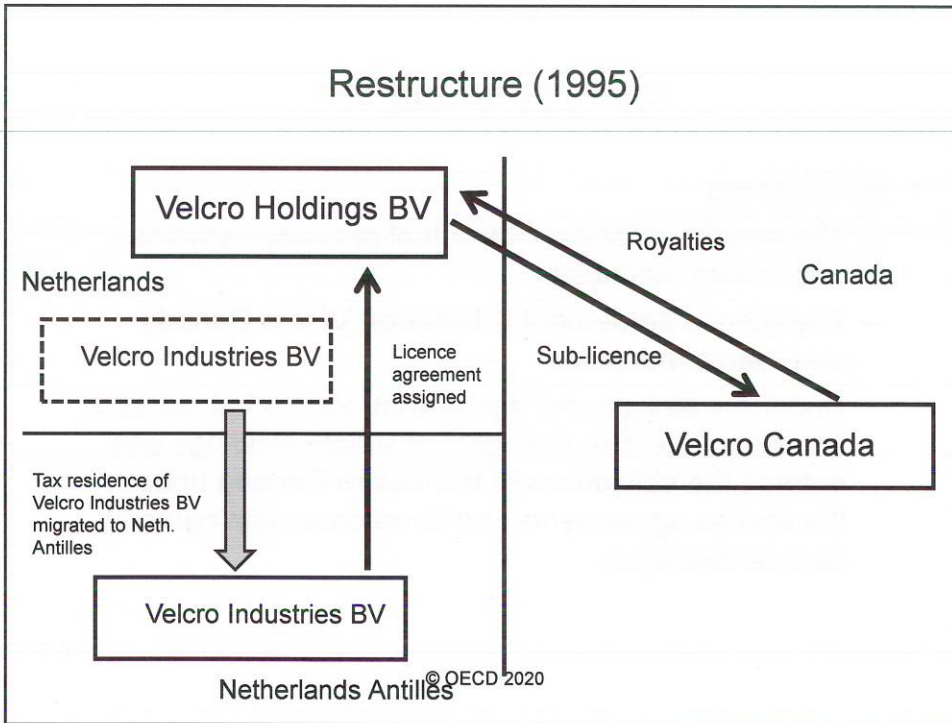 Restructure (1995)
Velcro Holdings BV
Royalties
Canada
Netherlands
Velcro Industries BV
Licence
agreement
assigned
Sub-licence
Velcro Canada
Tax residence of
Velcro Industries BV
migrated to Neth.
Antilles
Velcro Industries BV
Netherlands Antilles
© OECD 2020